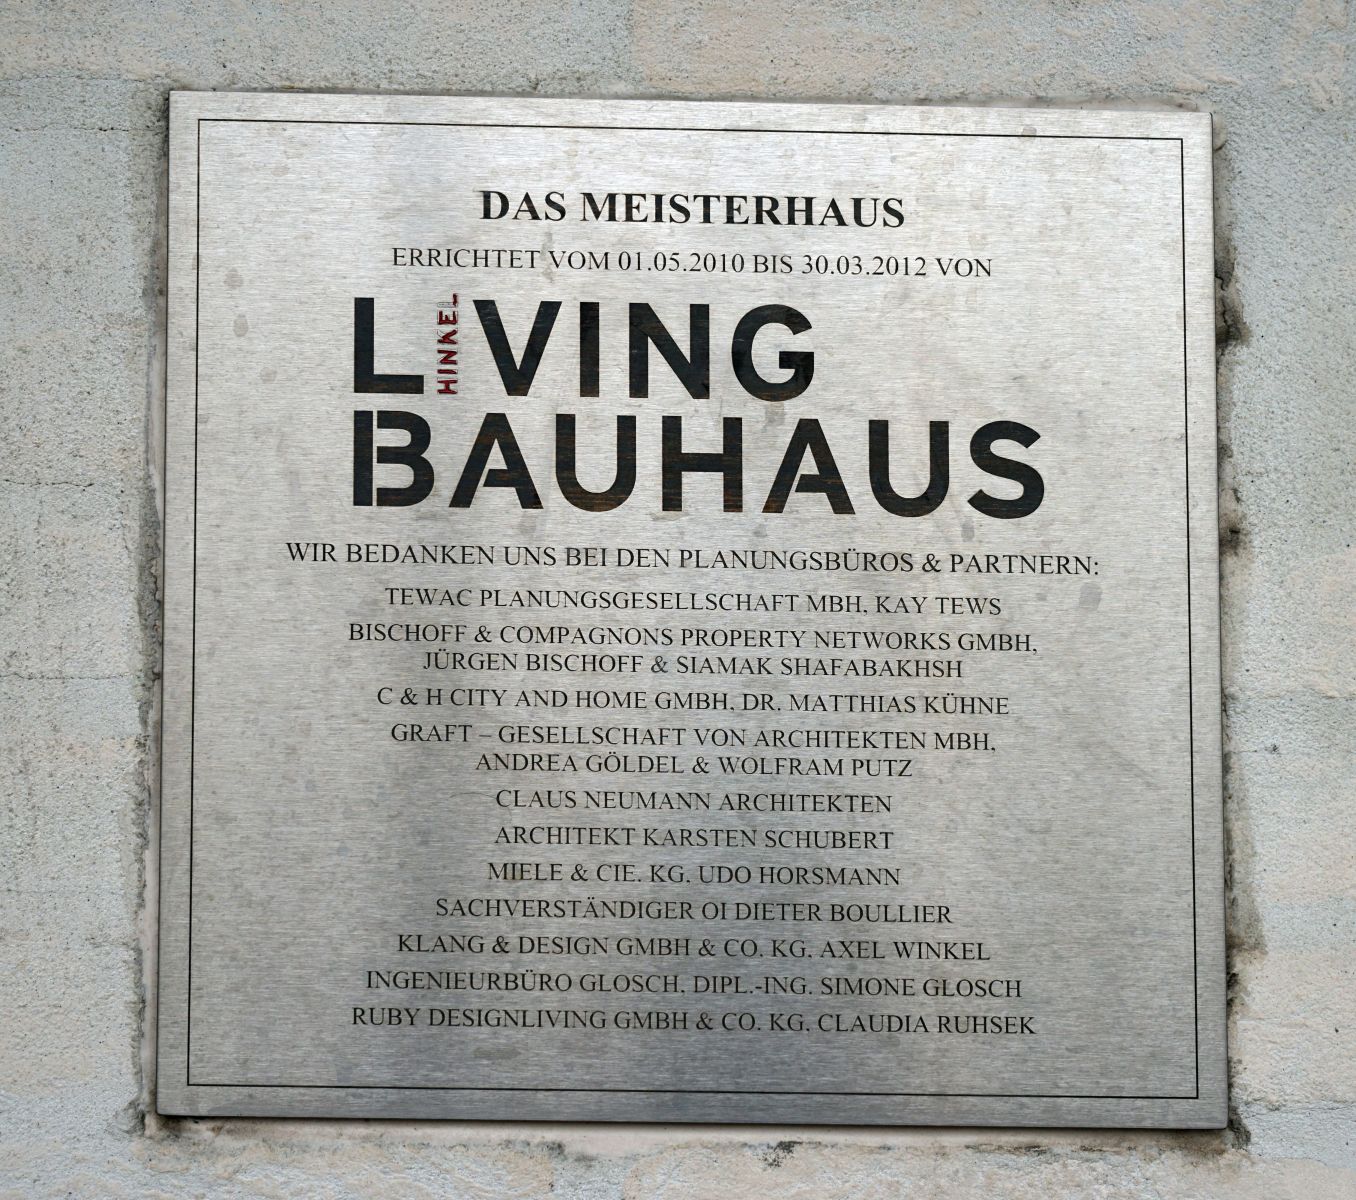 DAS MEISTERHAUS
ERRICHTET VOM 01.05.2010 BIS 30.03.2012 VON
L HINKEL VING
BAUHAUS
WIR BEDANKEN UNS BEI DEN PLANUNGSBÜROS & PARTNERN:
TEWAC PLANUNGSGESELLSCHAFT MBH, KAY TEWS
BISCHOFF & COMPAGNONS PROPERTY NETWORKS GMBH,
JÜRGEN BISCHOFF & SIAMAK SHAFABAKHSH
C & H CITY AND HOME GMBH, DR. MATTHIAS KÜHNE
GRAFT – GESELLSCHAFT VON ARCHITEKTEN MBH,
ANDREA GÖLDEL & WOLFRAM PUTZ
CLAUS NEUMANN ARCHITEKTEN
ARCHITEKT KARSTEN SCHUBERT
MIELE & CIE. KG, UDO HORSMANN
SACHVERSTÄNDIGER OI DIETER BOULLIER
KLANG & DESIGN GMBH & CO. KG, AXEL WINKEL
INGENIEURBÜRO GLOSCH, DIPL.-ING. SIMONE GLOSCH
RUBY DESIGNLIVING GMBH & CO. KG, CLAUDIA RUHSEK